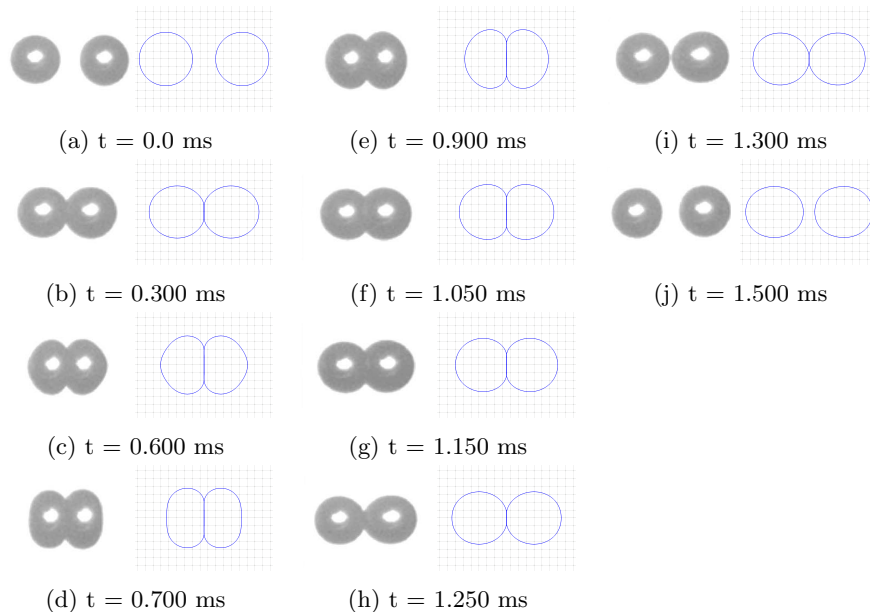 (a) t = 0.0 ms
(b) t = 0.300 ms
(c) t = 0.600 ms
(d) t = 0.700 ms
(e) t = 0.900 ms
(f) t = 1.050 ms
(g) t = 1.150 ms
(h) t = 1.250 ms
(i) t = 1.300 ms
(j) t = 1.500 ms